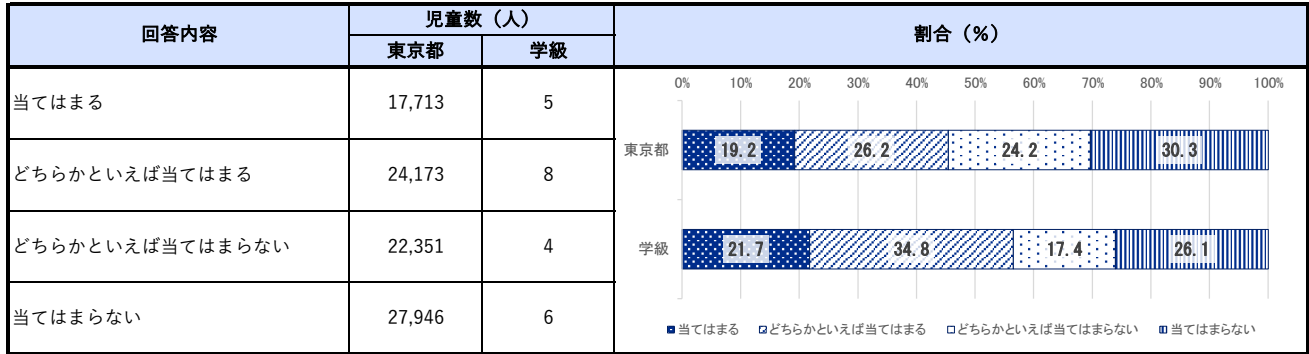 回答内容 児童数（人） 割合（%）
東京都 学級
当てはまる 17,713 5
どちらかといえば当てはまる 24,173 8
どちらかといえば当てはまらない 22,351 4
当てはまらない 27,946 6
0% 10% 20% 30% 40% 50% 60% 70% 80% 90% 100%
東京都 19.2 26.2 24.2 30.3
学級 21.7 34.8 17.4 26.1
当てはまる どちらかといえば当てはまる どちらかといえば当てはまらない 当てはまらない